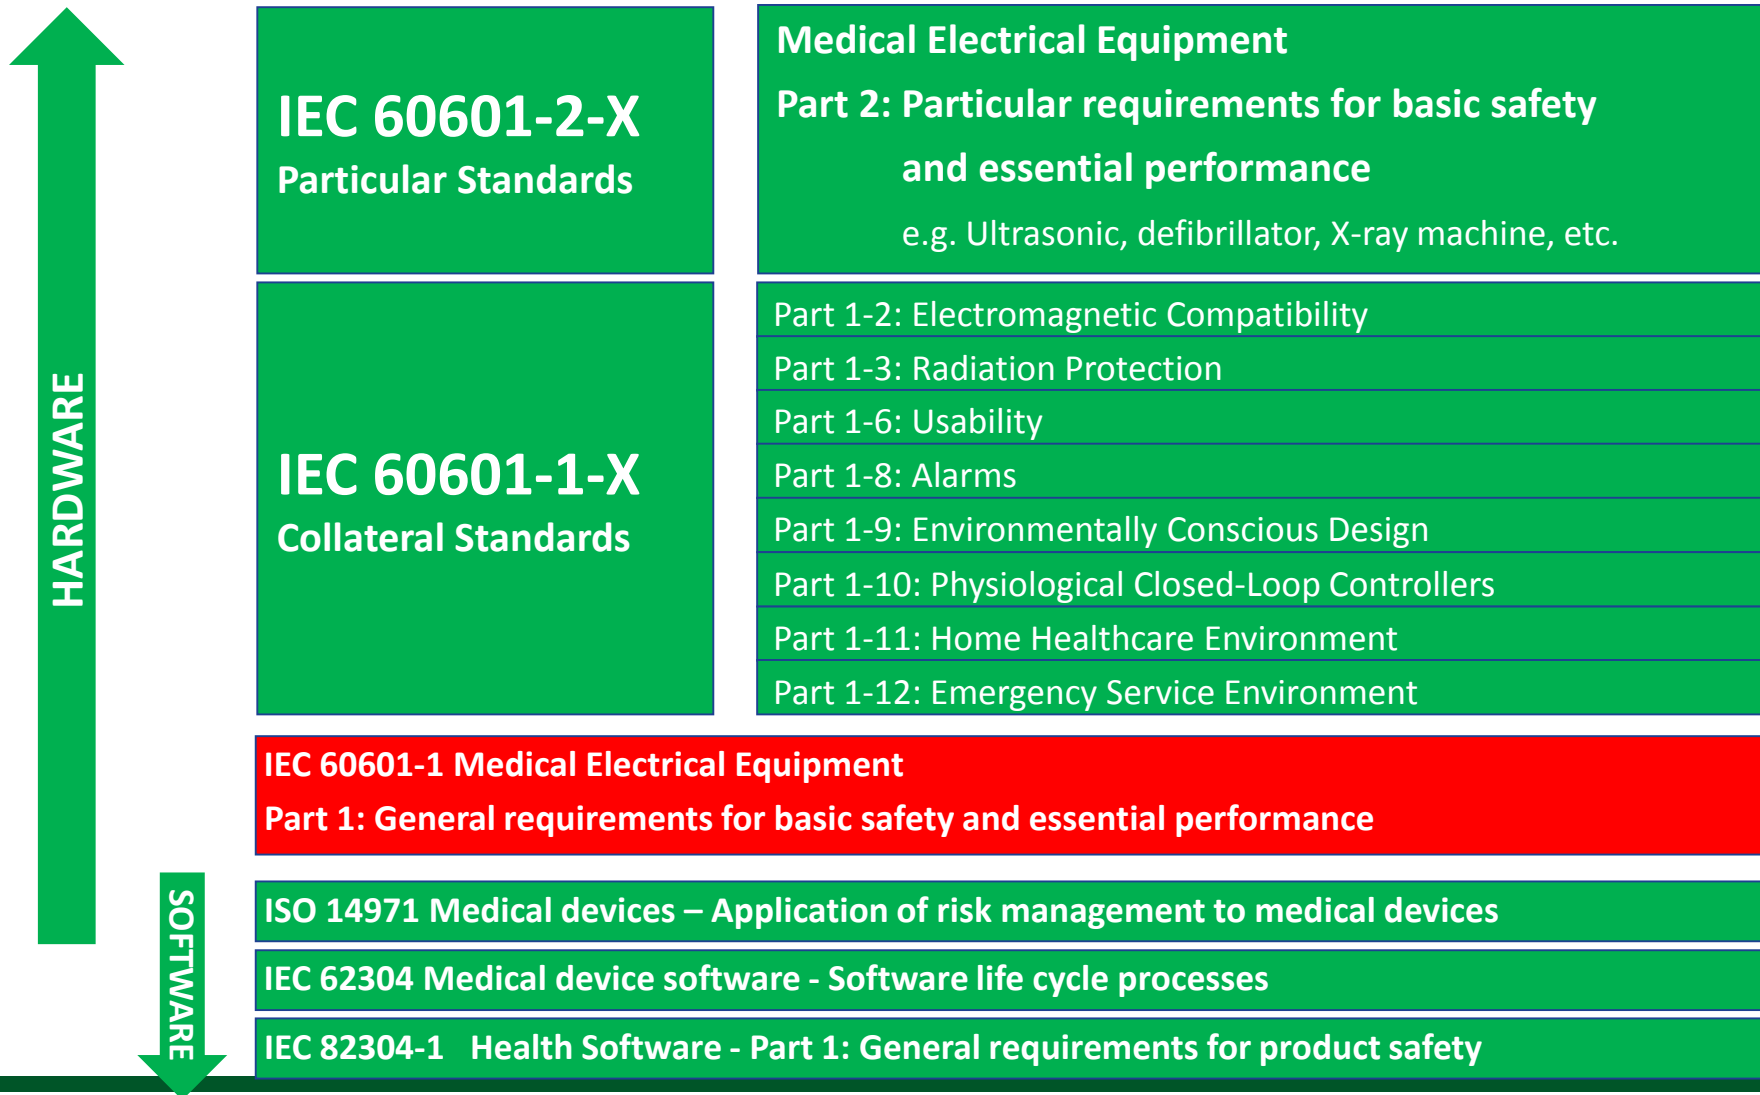 HARDWARE
SOFTWARE
IEC 60601-2-X
Particular Standards
Medical Electrical Equipment
Part 2: Particular requirements for basic safety
and essential performance
e.g. Ultrasonic, defibrillator, X-ray machine, etc.
IEC 60601-1-X
Collateral Standards
Part 1-2: Electromagnetic Compatibility
Part 1-3: Radiation Protection
Part 1-6: Usability
Part 1-8: Alarms
Part 1-9: Environmentally Conscious Design
Part 1-10: Physiological Closed-Loop Controllers
Part 1-11: Home Healthcare Environment
Part 1-12: Emergency Service Environment
IEC 60601-1 Medical Electrical Equipment
Part 1: General requirements for basic safety and essential performance
ISO 14971 Medical devices – Application of risk management to medical devices
IEC 62304 Medical device software - Software life cycle processes
IEC 82304-1 Health Software - Part 1: General requirements for product safety